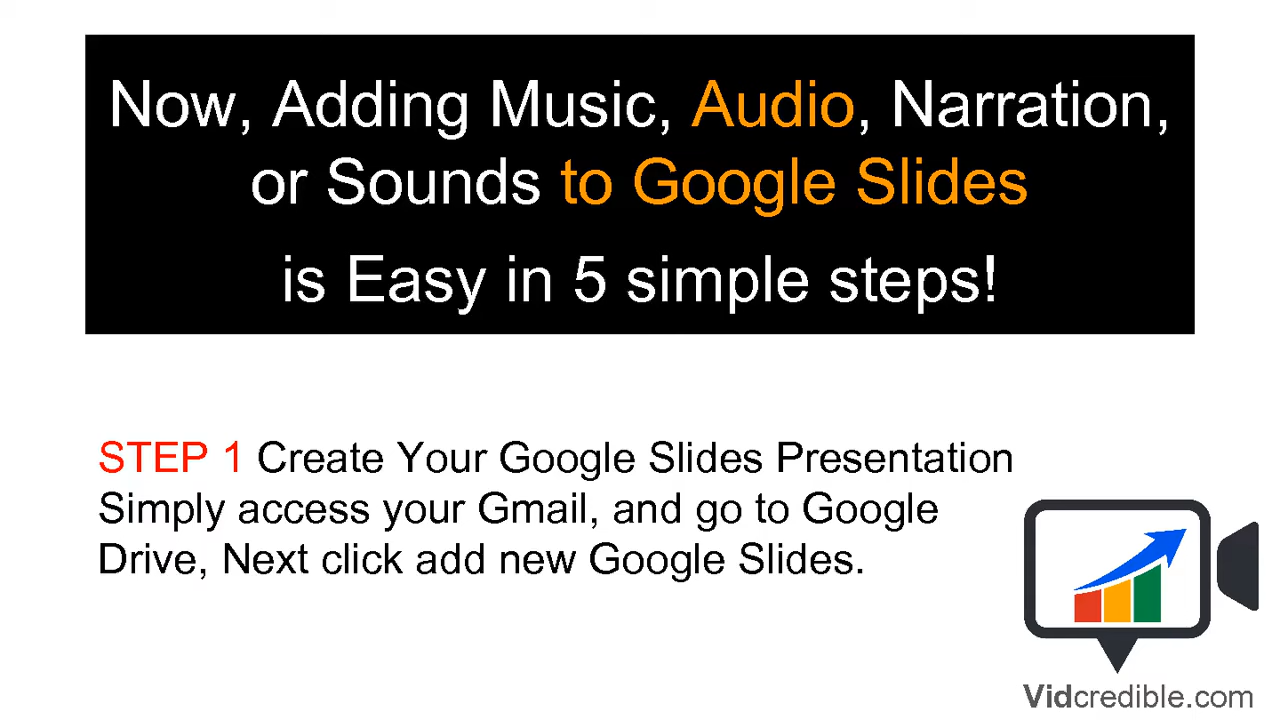 Now, Adding Music, Audio, Narration,
or Sounds to Google Slides
is Easy in 5 simple steps!
STEP 1 Create Your Google Slides Presentation
Simply access your Gmail, and go to Google
Drive, Next click add new Google Slides.
Vidcredible.com